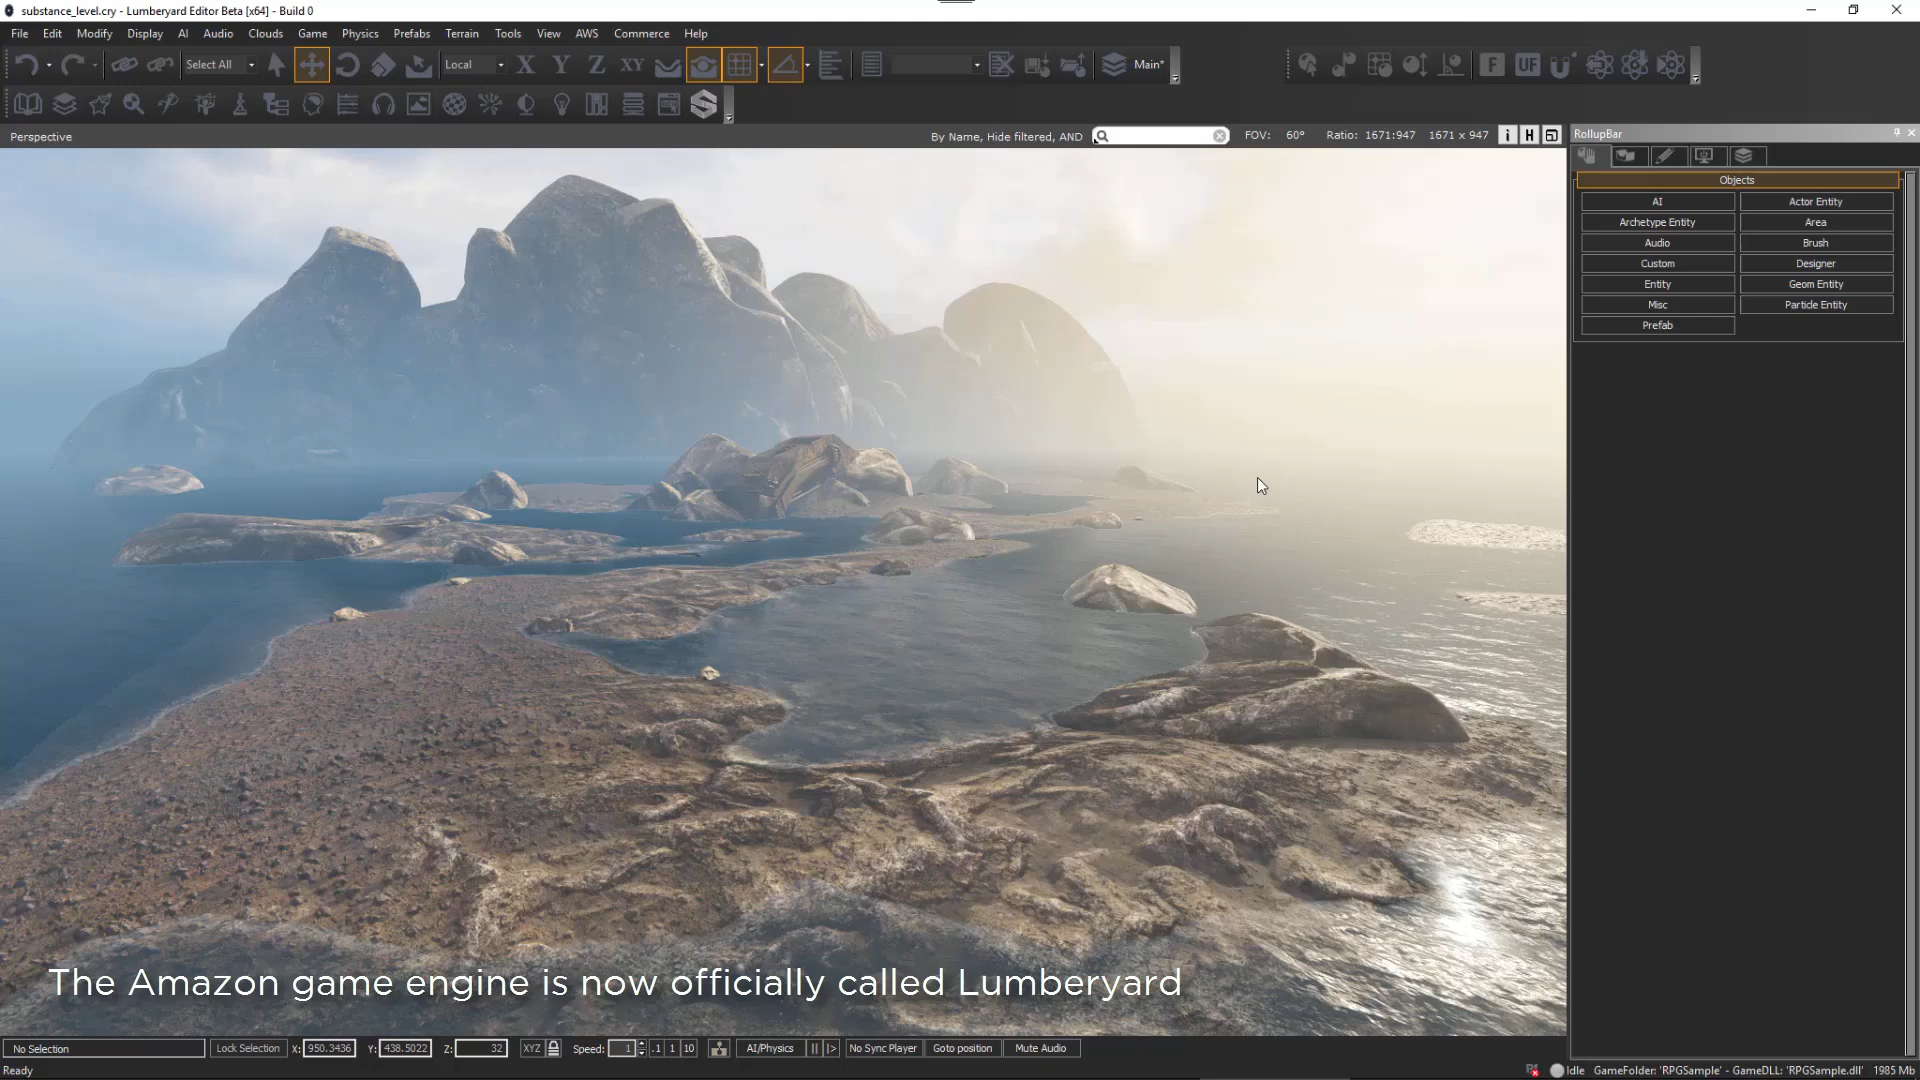 substance_level.cry - Lumberyard Editor Beta [x64] - Build 0
File Edit Modify Display AI Audio Clouds Game Physics Prefabs Terrain Tools View AWS Commerce Help
Select All Local X Y Z XY Main* F UF
Perspective By Name, Hide filtered, AND FOV: 60° Ratio: 1671:947 1671 x 947 i H
RollupBar
Objects
AI Actor Entity
Archetype Entity Area
Audio Brush
Custom Designer
Entity Geom Entity
Misc Particle Entity
Prefab
The Amazon game engine is now officially called Lumberyard
No Selection Lock Selection X: 950.3436 Y: 438.5022 Z: 32 XYZ Speed: 1 .1 1 10 AI/Physics No Sync Player Goto position Mute Audio
Ready Idle GameFolder: 'RPGSample' - GameDLL: 'RPGSample.dll' 1985 Mb